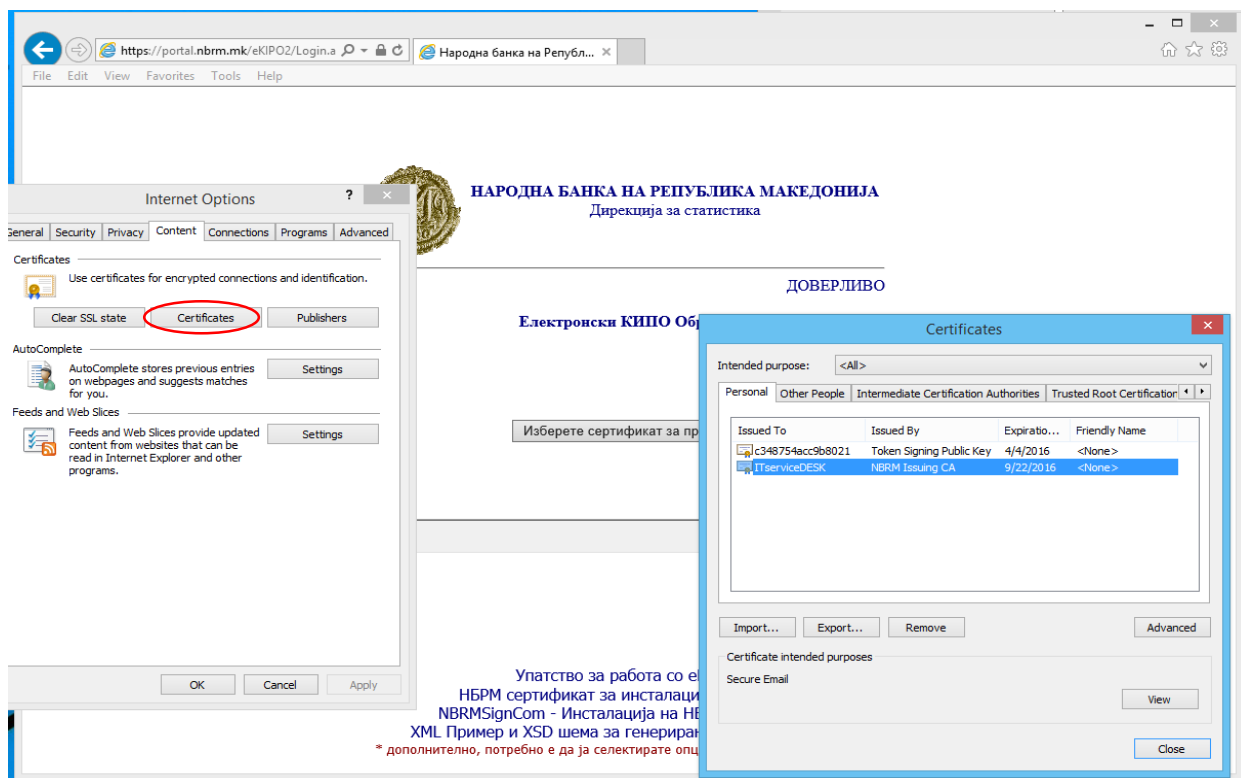 https://portal.nbrm.mk/eKIPO2/Login.a
Народна банка на Републ...
File Edit View Favorites Tools Help
НАРОДНА БАНКА НА РЕПУБЛИКА МАКЕДОНИЈА
Дирекција за статистика
ДОВЕРЛИВО
Електронски КИПО
Изберете сертификат за
Упатство за работа со
НБРМ сертификат за
NBRMSignCom - Инсталација на
XML Пример и XSD шема за
* дополнително, потребно е да ја селектирате
Internet Options
?
General Security Privacy Content Connections Programs Advanced
Certificates
Use certificates for encrypted connections and identification.
Clear SSL state Certificates Publishers
AutoComplete
AutoComplete stores previous entries
on webpages and suggests matches
for you.
Settings
Feeds and Web Slices
Feeds and Web Slices provide updated
content from websites that can be
read in Internet Explorer and other
programs.
Settings
OK Cancel Apply
Certificates
Intended purpose: <All>
Personal Other People Intermediate Certification Authorities Trusted Root Certification
Issued To Issued By Expiratio... Friendly Name
c348754acc9b8021 Token Signing Public Key 4/4/2016 <None>
ITserviceDESK NBRM Issuing CA 9/22/2016 <None>
Import... Export... Remove Advanced
Certificate intended purposes
Secure Email
View
Close